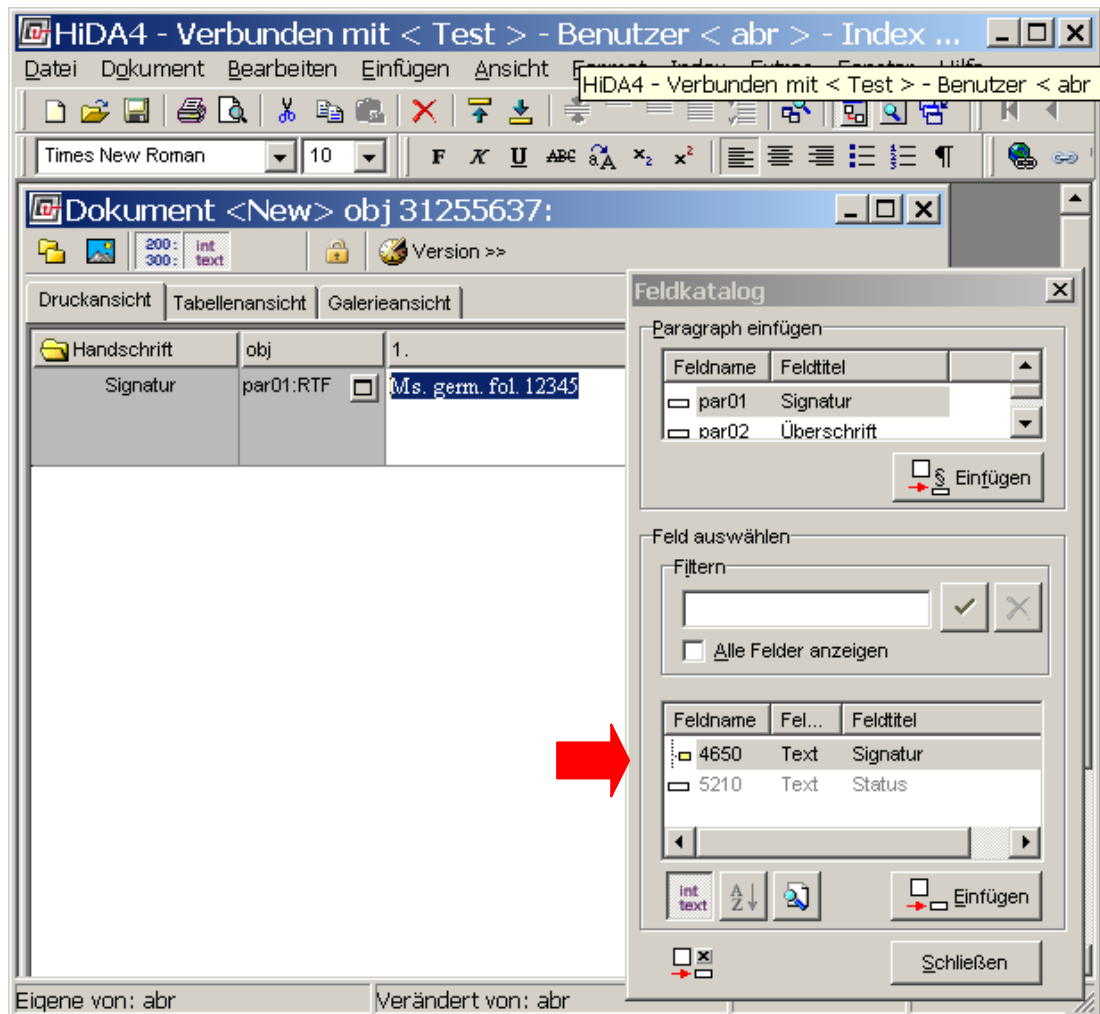 HiDA4 - Verbunden mit < Test > - Benutzer < abr > - Index ...
Datei Dokument Bearbeiten Einfügen Ansicht
HiDA4 - Verbunden mit < Test > - Benutzer < abr
Times New Roman 10 F K U ABC äA x₂ x² ¶
Dokument <New> obj 31255637:
200: int
300: text
Version >>
Druckansicht Tabellenansicht Galerieansicht
Handschrift obj 1.
Signatur par01:RTF Ms. germ. fol. 12345
Feldkatalog
Paragraph einfügen
Feldname Feldtitel
par01 Signatur
par02 Überschrift
§ Einfügen
Feld auswählen
Filtern
Alle Felder anzeigen
Feldname Fel... Feldtitel
4650 Text Signatur
5210 Text Status
int
text
A
Z
Einfügen
Schließen
Eigene von: abr Verändert von: abr